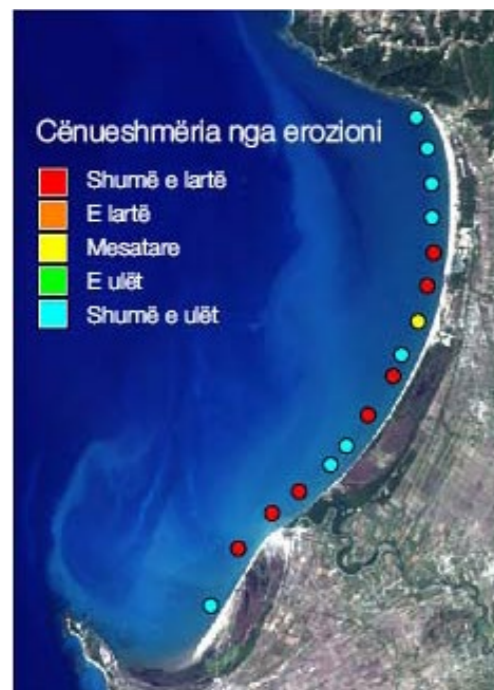 Cënueshmëria nga erozioni
Shumë e lartë
E lartë
Mesatare
E ulët
Shumë e ulët